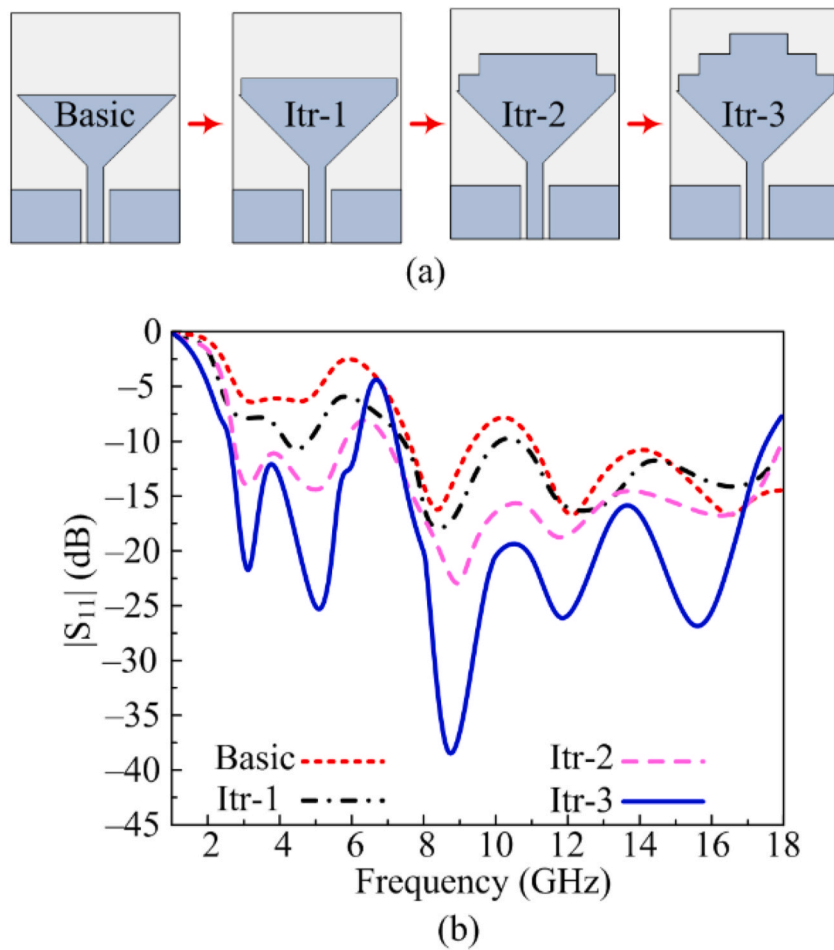 Basic Itr-1 Itr-2 Itr-3
(a)
|S₁₁| (dB)
0
−5
−10
−15
−20
−25
−30
−35
−40
−45
Basic Itr-2
Itr-1 Itr-3
2 4 6 8 10 12 14 16 18
Frequency (GHz)
(b)